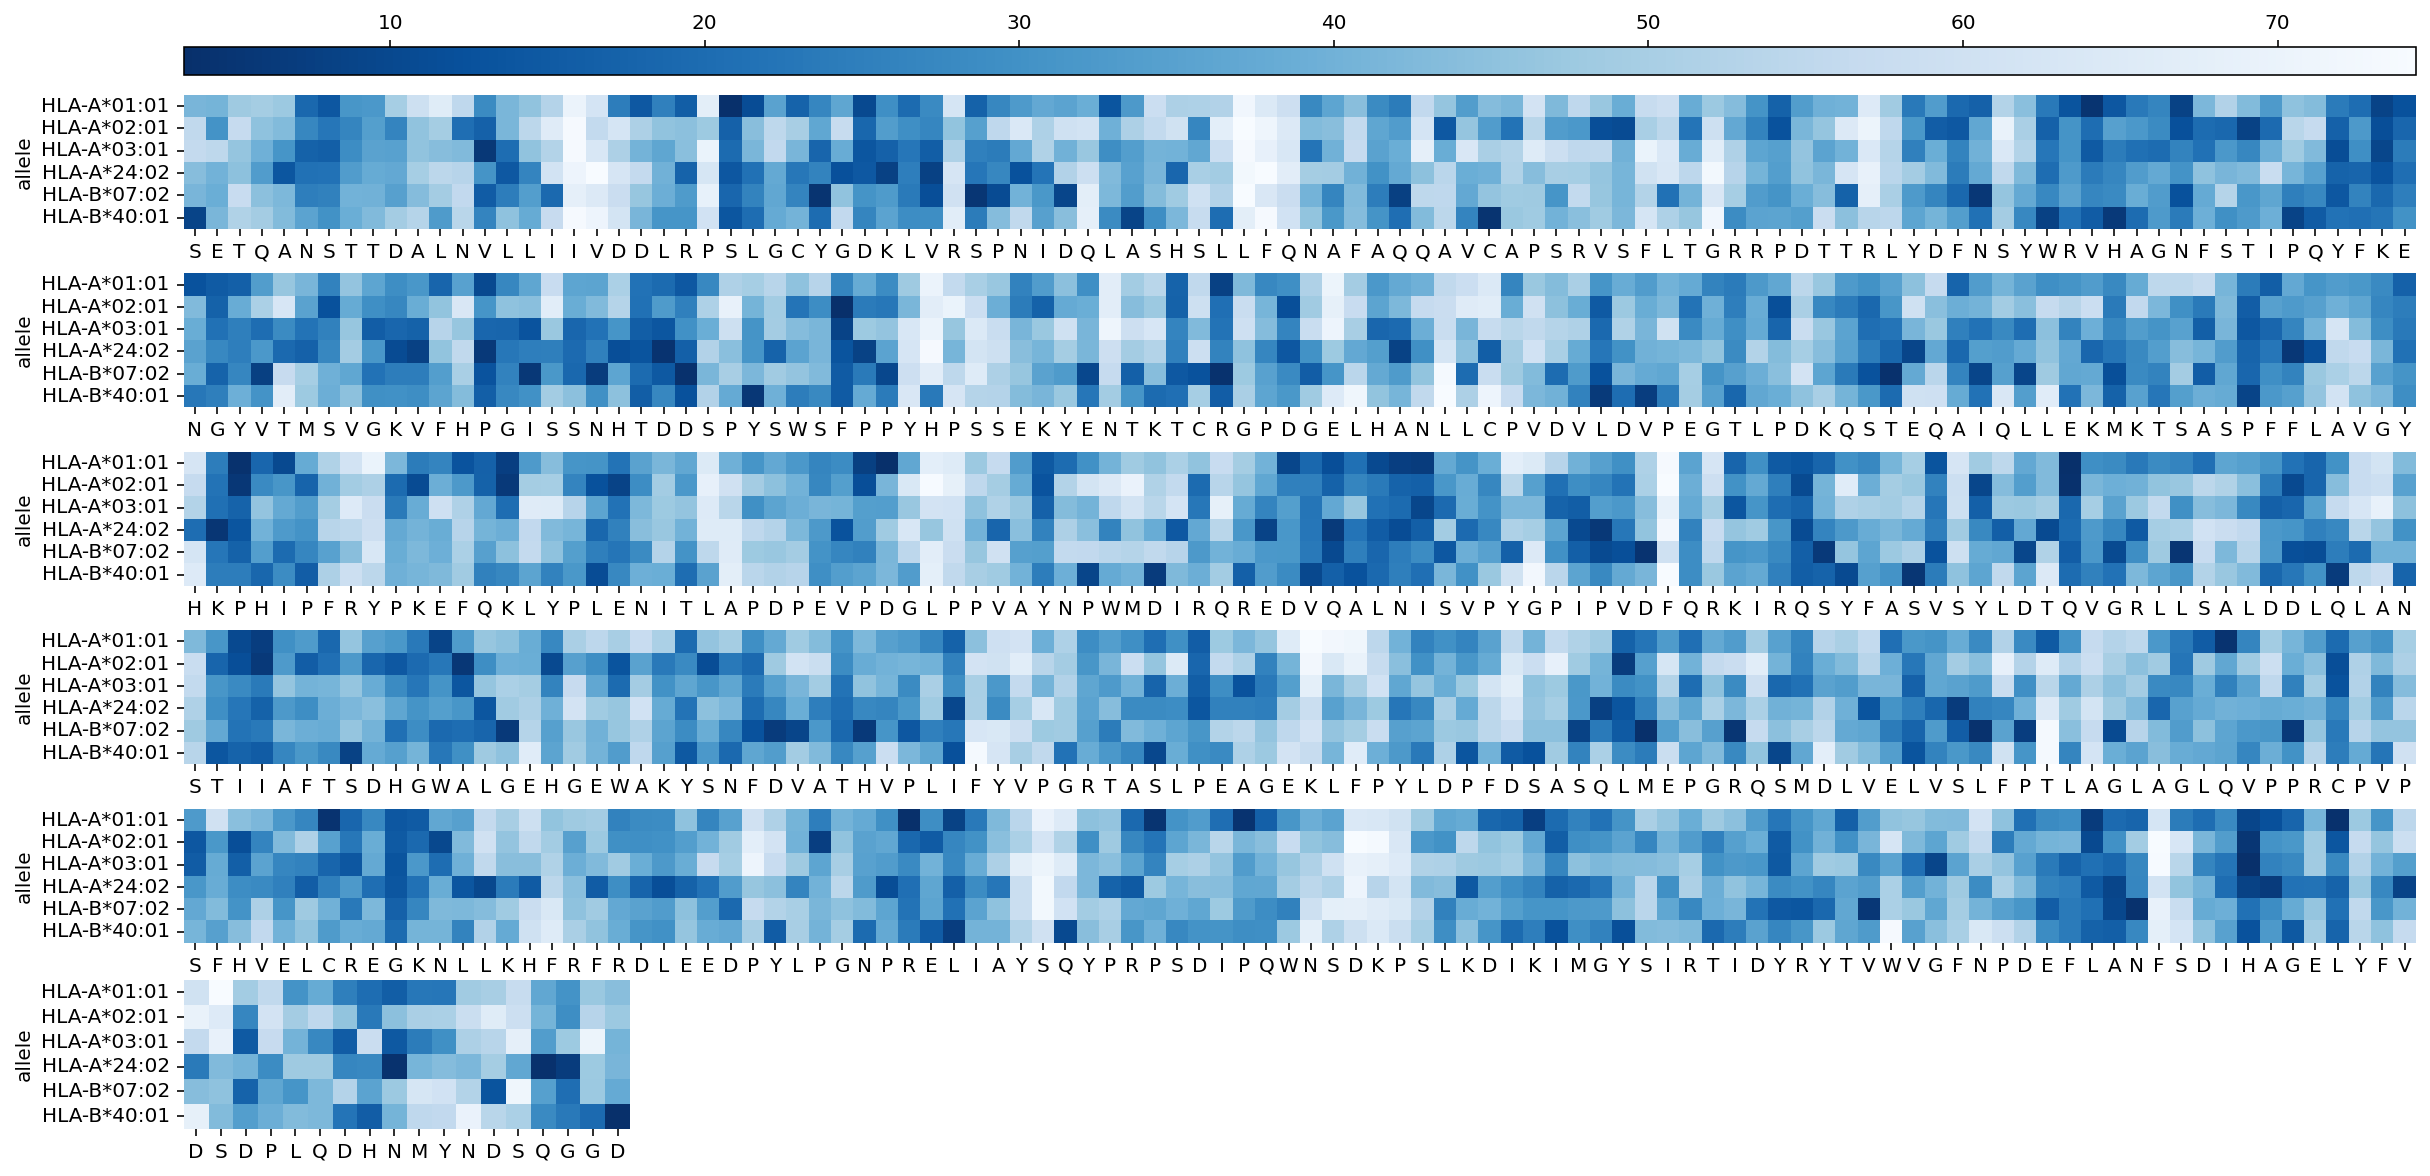 10 20 30 40 50 60 70
allele
HLA-A*01:01
HLA-A*02:01
HLA-A*03:01
HLA-A*24:02
HLA-B*07:02
HLA-B*40:01
S E T Q A N S T T D A L N V L L I I V D D L R P S L G C Y G D K L V R S P N I D Q L A S H S L L F Q N A F A Q Q A V C A P S R V S F L T G R R P D T T R L Y D F N S Y W R V H A G N F S T I P Q Y F K E
allele
HLA-A*01:01
HLA-A*02:01
HLA-A*03:01
HLA-A*24:02
HLA-B*07:02
HLA-B*40:01
N G Y V T M S V G K V F H P G I S S N H T D D S P Y S W S F P P Y H P S S E K Y E N T K T C R G P D G E L H A N L L C P V D V L D V P E G T L P D K Q S T E Q A I Q L L E K M K T S A S P F F L A V G Y
allele
HLA-A*01:01
HLA-A*02:01
HLA-A*03:01
HLA-A*24:02
HLA-B*07:02
HLA-B*40:01
H K P H I P F R Y P K E F Q K L Y P L E N I T L A P D P E V P D G L P P V A Y N P W M D I R Q R E D V Q A L N I S V P Y G P I P V D F Q R K I R Q S Y F A S V S Y L D T Q V G R L L S A L D D L Q L A N
allele
HLA-A*01:01
HLA-A*02:01
HLA-A*03:01
HLA-A*24:02
HLA-B*07:02
HLA-B*40:01
S T I I A F T S D H G W A L G E H G E W A K Y S N F D V A T H V P L I F Y V P G R T A S L P E A G E K L F P Y L D P F D S A S Q L M E P G R Q S M D L V E L V S L F P T L A G L A G L Q V P P R C P V P
allele
HLA-A*01:01
HLA-A*02:01
HLA-A*03:01
HLA-A*24:02
HLA-B*07:02
HLA-B*40:01
S F H V E L C R E G K N L L K H F R F R D L E E D P Y L P G N P R E L I A Y S Q Y P R P S D I P Q W N S D K P S L K D I K I M G Y S I R T I D Y R Y T V W V G F N P D E F L A N F S D I H A G E L Y F V
allele
HLA-A*01:01
HLA-A*02:01
HLA-A*03:01
HLA-A*24:02
HLA-B*07:02
HLA-B*40:01
D S D P L Q D H N M Y N D S Q G G D